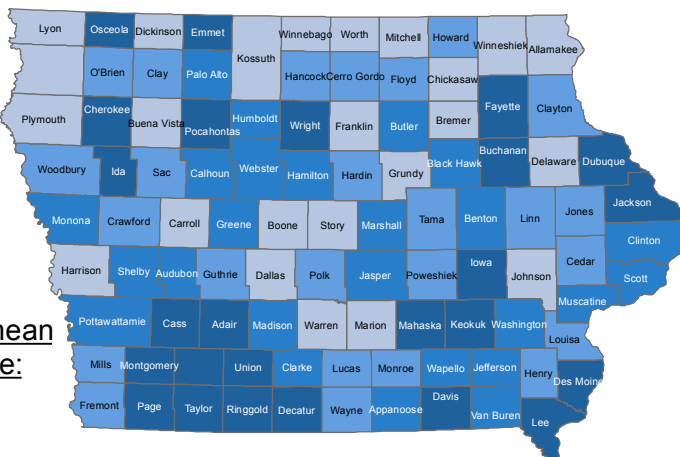 Lyon Osceola Dickinson Emmet Winnebago Worth Mitchell Howard Winneshiek Allamakee
Kossuth
O'Brien Clay Palo Alto Hancock Cerro Gordo Floyd Chickasaw
Plymouth Cherokee Buena Vista Pocahontas Humboldt Wright Franklin Butler Bremer Fayette Clayton
Woodbury Ida Sac Calhoun Webster Hamilton Hardin Grundy Black Hawk Buchanan Delaware Dubuque
Monona Crawford Carroll Greene Boone Story Marshall Tama Benton Linn Jones Jackson
Clinton
Harrison Shelby Audubon Guthrie Dallas Polk Jasper Poweshiek Iowa Johnson Cedar Scott
Muscatine
Pottawattamie Cass Adair Madison Warren Marion Mahaska Keokuk Washington Louisa
Mills Montgomery Union Clarke Lucas Monroe Wapello Jefferson Henry Des Moine
Fremont Page Taylor Ringgold Decatur Wayne Appanoose Davis Van Buren Lee